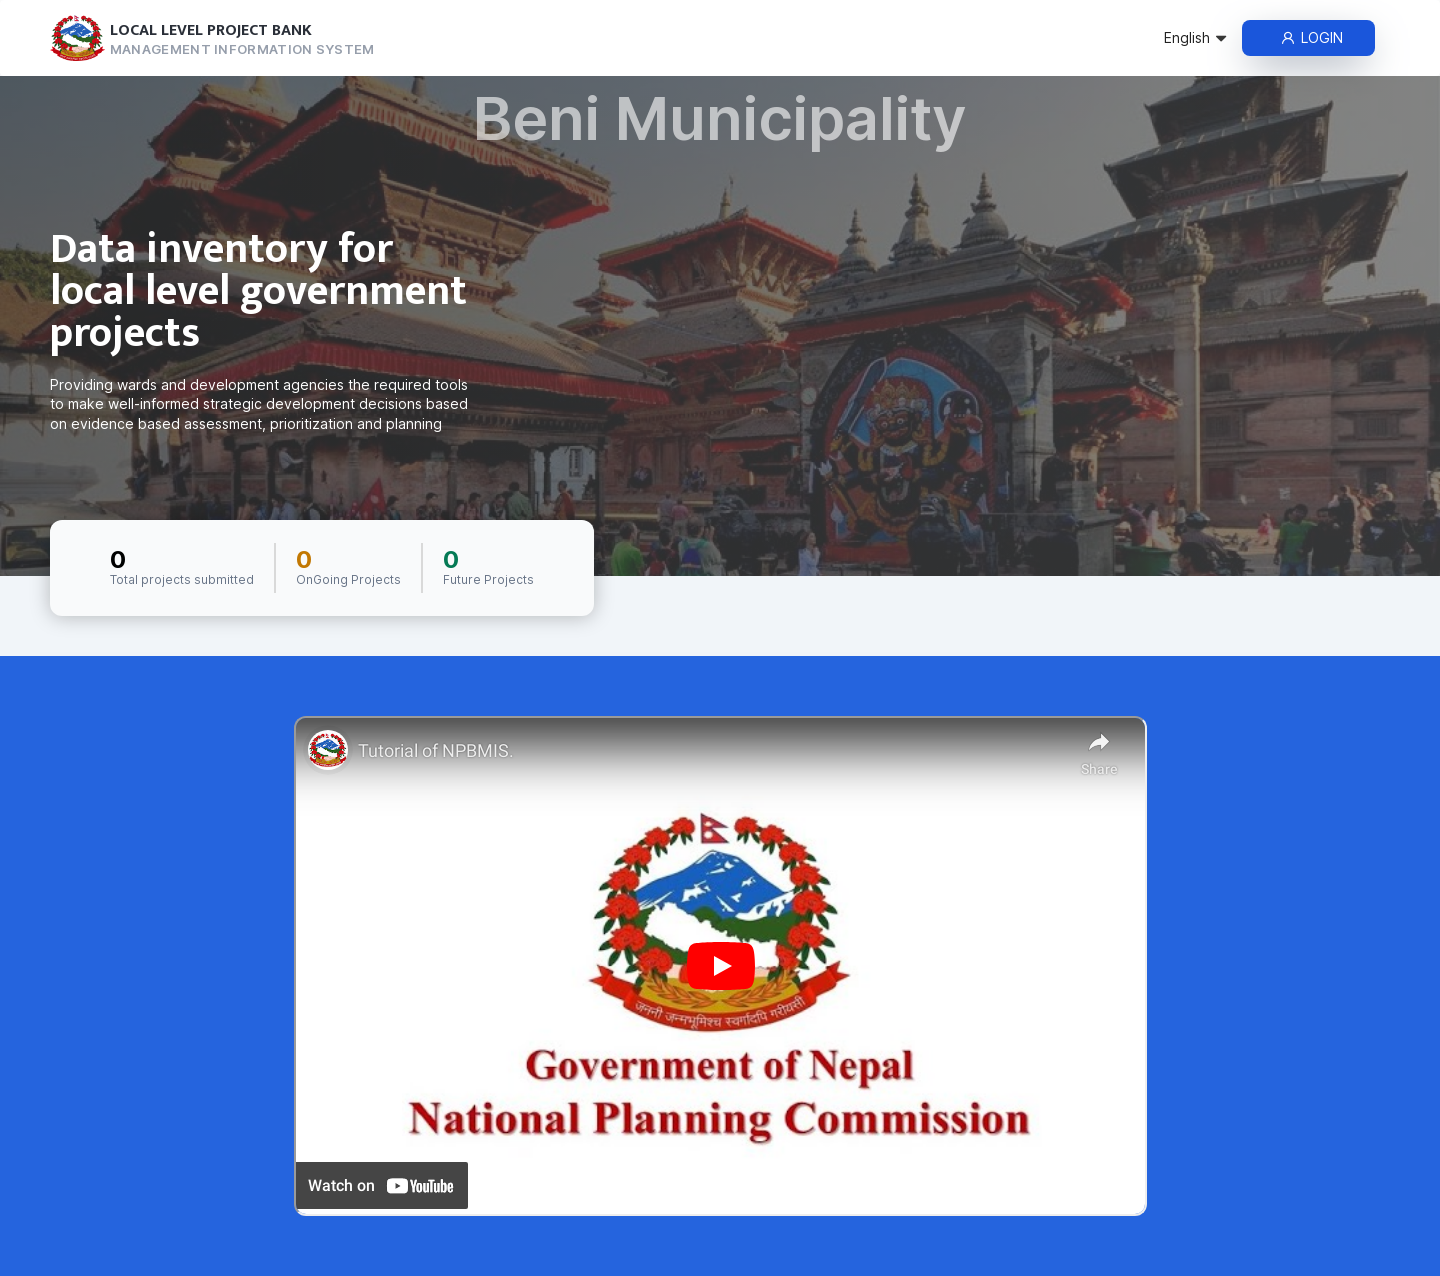 LOCAL LEVEL PROJECT BANK
MANAGEMENT INFORMATION SYSTEM
English
LOGIN
Beni Municipality
Data inventory for
local level government
projects
Providing wards and development agencies the required tools
to make well-informed strategic development decisions based
on evidence based assessment, prioritization and planning
0
Total projects submitted
0
OnGoing Projects
0
Future Projects
Tutorial of NPBMIS.
Share
जननी जन्मभूमिश्च स्वर्गादपि गरीयसी
Government of Nepal
National Planning Commission
Watch on YouTube